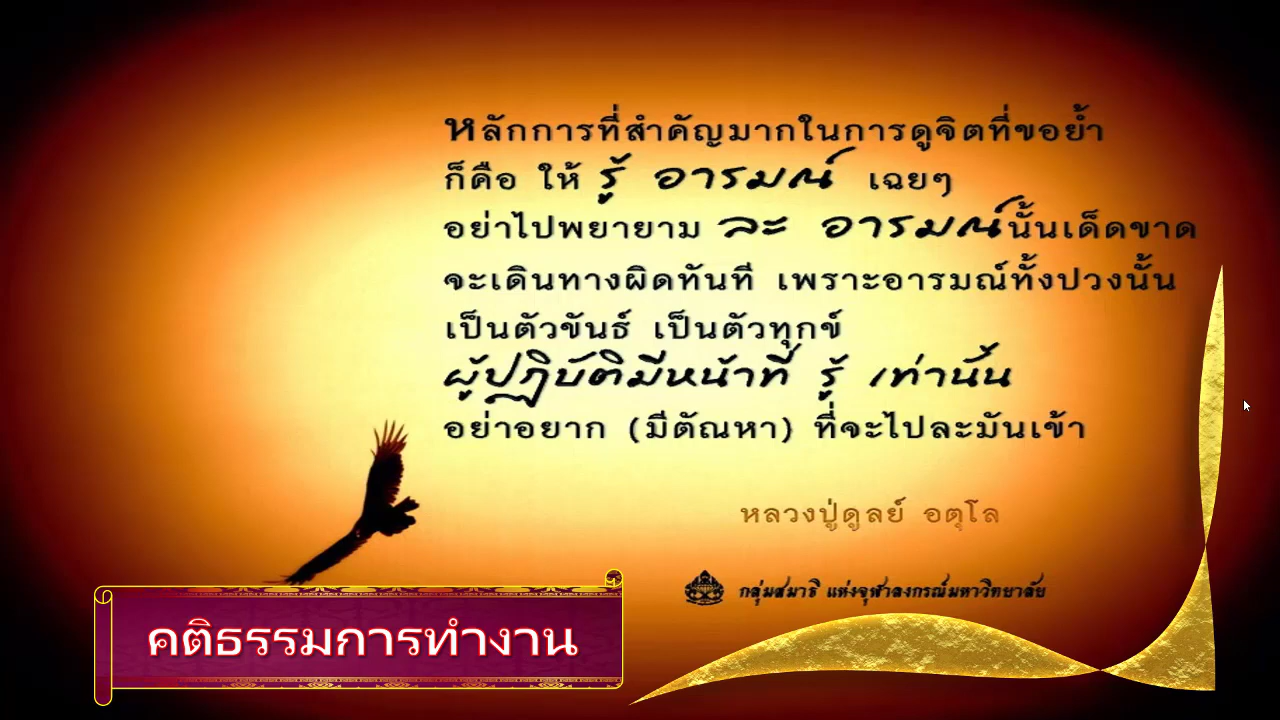 หลักการที่สำคัญมากในการดูจิตที่ขอย้ำ
ก็คือ ให้ รู้ อารมณ์ เฉยๆ
อย่าไปพยายาม ละ อารมณ์นั้นเด็ดขาด
จะเดินทางผิดทันที เพราะอารมณ์ทั้งปวงนั้น
เป็นตัวขันธ์ เป็นตัวทุกข์
ผู้ปฏิบัติมีหน้าที่ รู้ เท่านั้น
อย่าอยาก (มีตัณหา) ที่จะไปละมันเข้า
หลวงปู่ดูลย์ อตุโล
กลุ่มสมาธิ แห่งจุฬาลงกรณ์มหาวิทยาลัย
คติธรรมการทำงาน